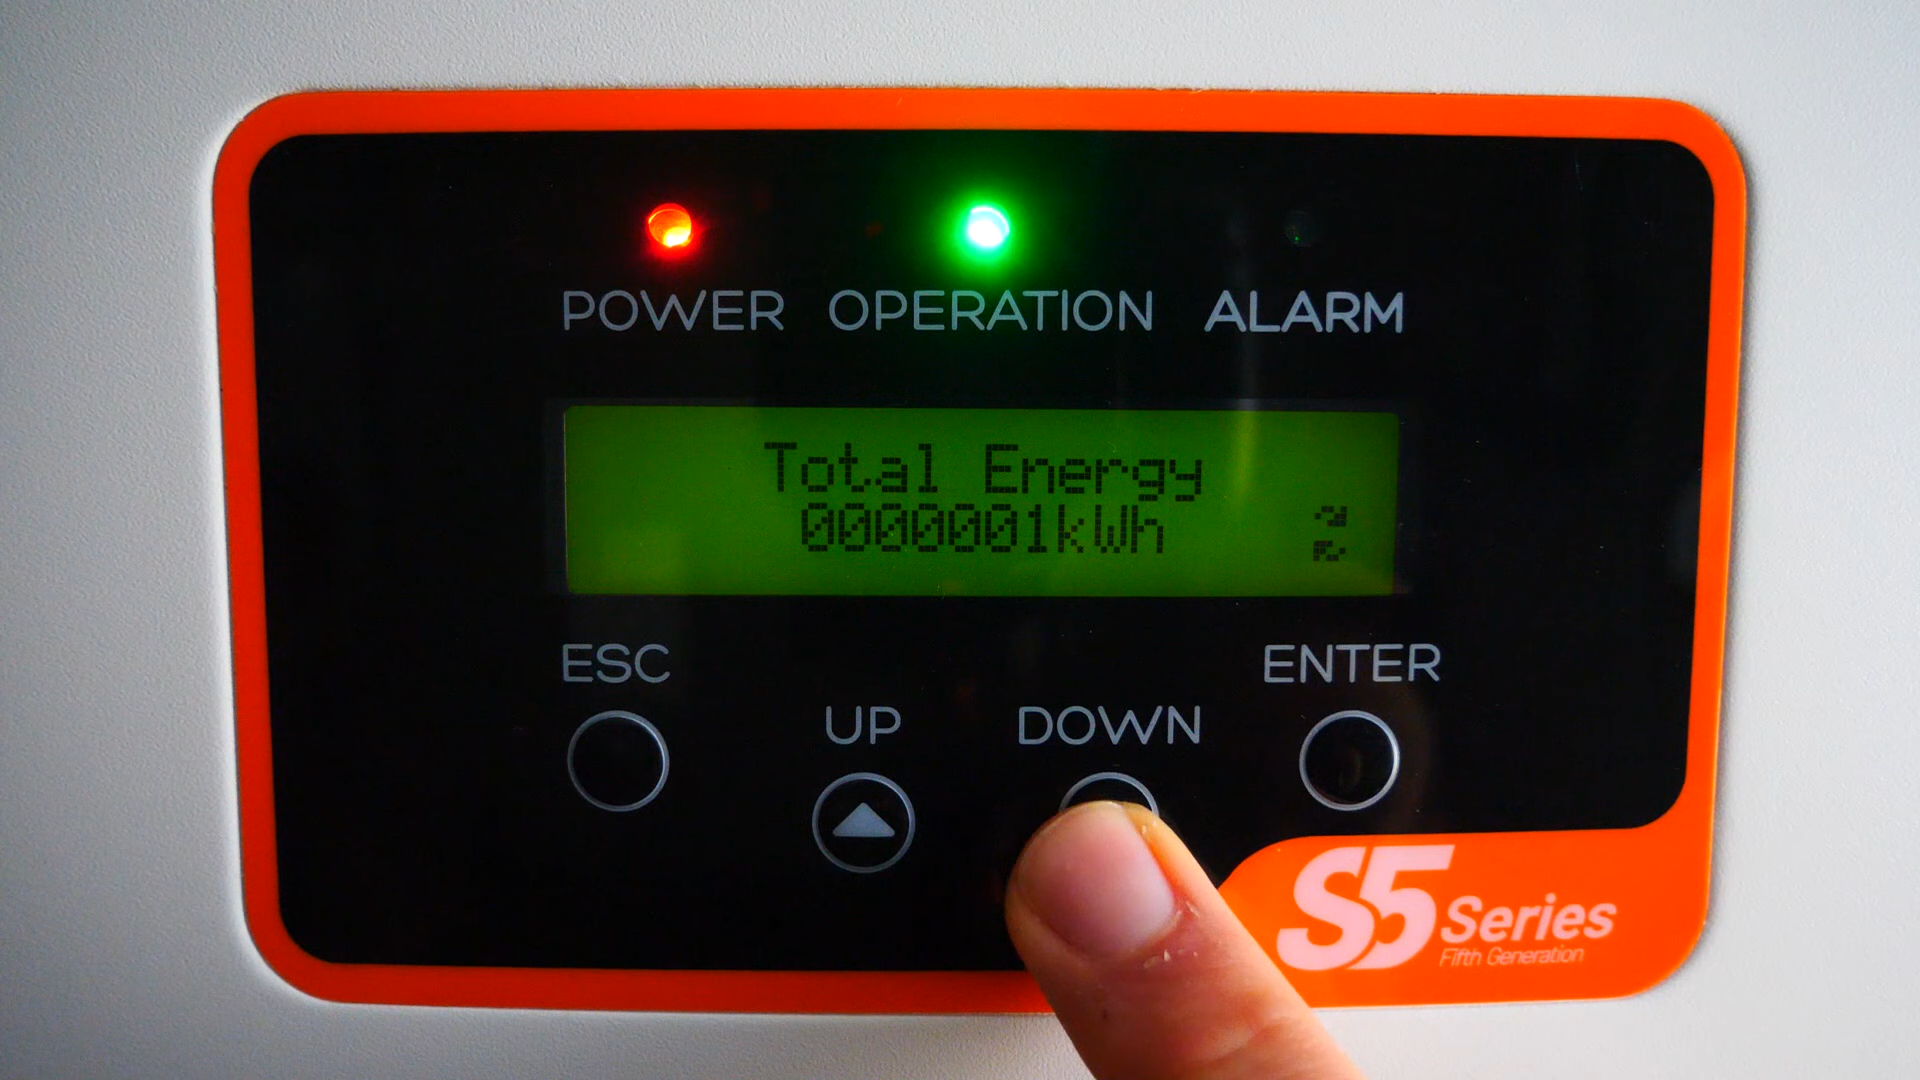 POWER OPERATION ALARM
Total Energy
0000001kWh
ESC ENTER
UP DOWN
S5 Series
Fifth Generation